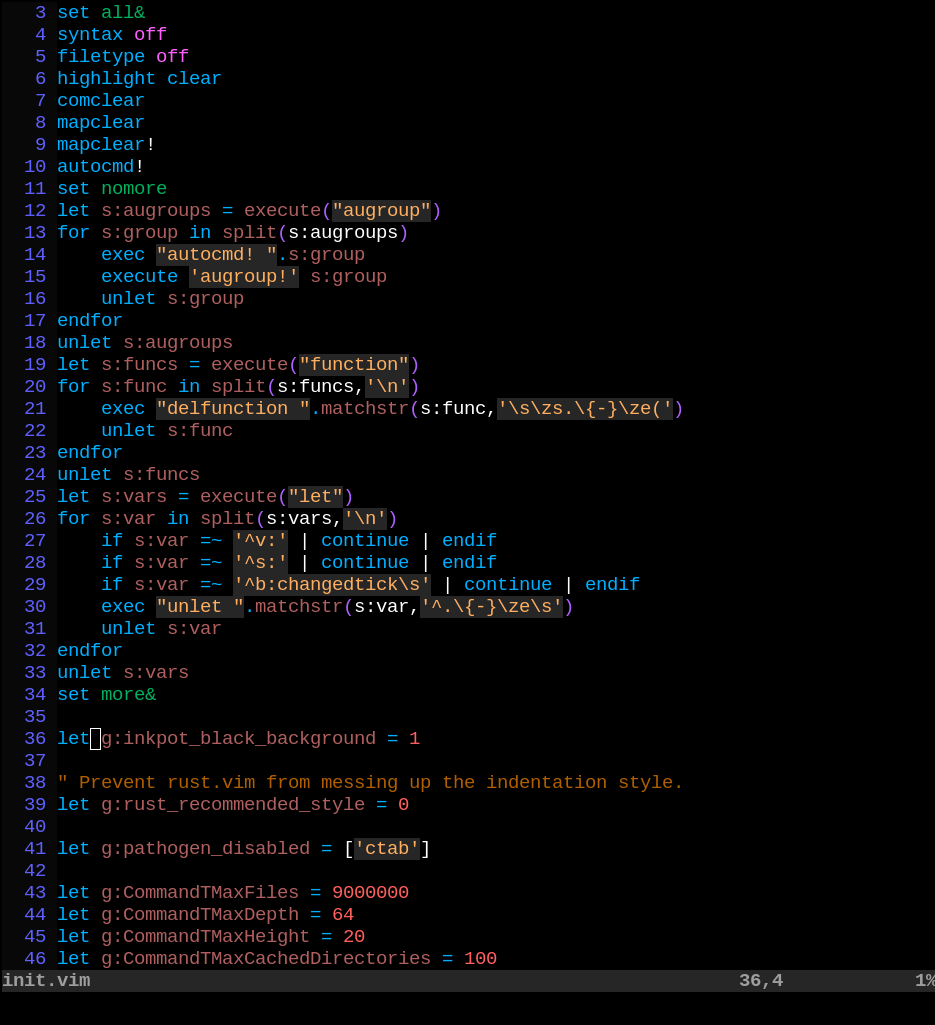 3 set all&
4 syntax off
5 filetype off
6 highlight clear
7 comclear
8 mapclear
9 mapclear!
10 autocmd!
11 set nomore
12 let s:augroups = execute("augroup")
13 for s:group in split(s:augroups)
14     exec "autocmd! ".s:group
15     execute 'augroup!' s:group
16     unlet s:group
17 endfor
18 unlet s:augroups
19 let s:funcs = execute("function")
20 for s:func in split(s:funcs,'\n')
21     exec "delfunction ".matchstr(s:func,'\s\zs.\{-}\ze(')
22     unlet s:func
23 endfor
24 unlet s:funcs
25 let s:vars = execute("let")
26 for s:var in split(s:vars,'\n')
27     if s:var =~ '^v:' | continue | endif
28     if s:var =~ '^s:' | continue | endif
29     if s:var =~ '^b:changedtick\s' | continue | endif
30     exec "unlet ".matchstr(s:var,'^.\{-}\ze\s')
31     unlet s:var
32 endfor
33 unlet s:vars
34 set more&
35
36 let g:inkpot_black_background = 1
37
38 " Prevent rust.vim from messing up the indentation style.
39 let g:rust_recommended_style = 0
40
41 let g:pathogen_disabled = ['ctab']
42
43 let g:CommandTMaxFiles = 9000000
44 let g:CommandTMaxDepth = 64
45 let g:CommandTMaxHeight = 20
46 let g:CommandTMaxCachedDirectories = 100
init.vim 36,4 1%